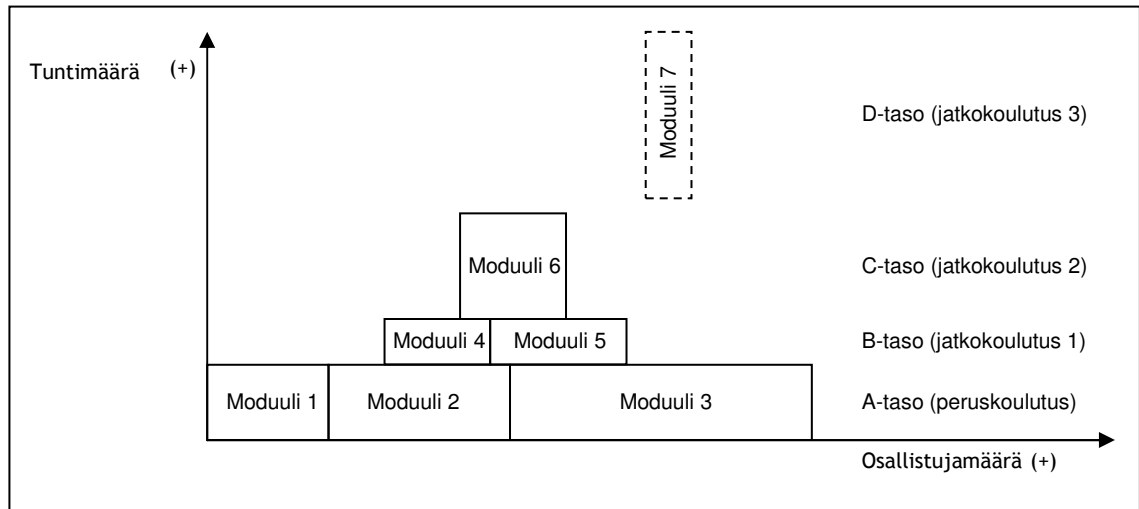 Tuntimäärä (+)
Moduuli 7
D-taso (jatkokoulutus 3)
Moduuli 6
C-taso (jatkokoulutus 2)
Moduuli 4 Moduuli 5
B-taso (jatkokoulutus 1)
Moduuli 1 Moduuli 2 Moduuli 3
A-taso (peruskoulutus)
Osallistujamäärä (+)